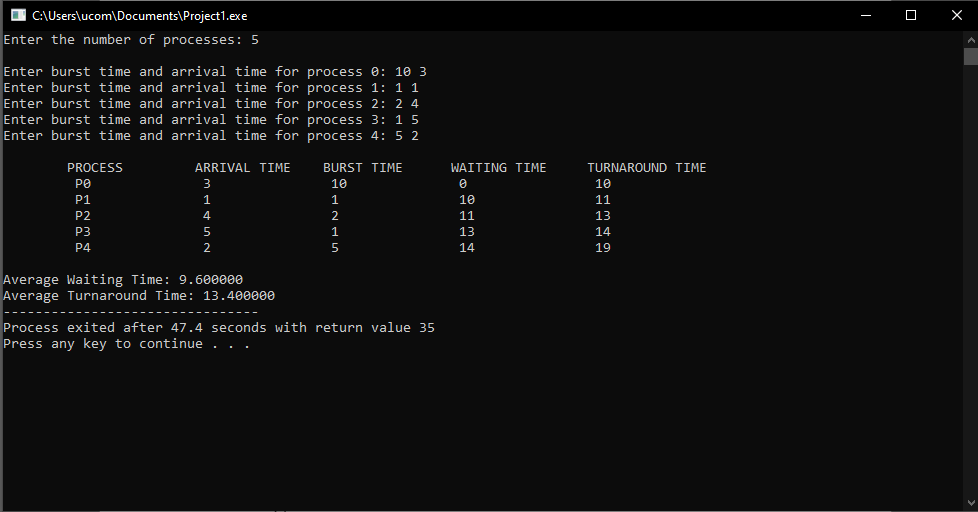 C:\Users\ucom\Documents\Project1.exe
Enter the number of processes: 5
Enter burst time and arrival time for process 0: 10 3
Enter burst time and arrival time for process 1: 1 1
Enter burst time and arrival time for process 2: 2 4
Enter burst time and arrival time for process 3: 1 5
Enter burst time and arrival time for process 4: 5 2
PROCESS ARRIVAL TIME BURST TIME WAITING TIME TURNAROUND TIME
P0 3 10 0 10
P1 1 1 10 11
P2 4 2 11 13
P3 5 1 13 14
P4 2 5 14 19
Average Waiting Time: 9.600000
Average Turnaround Time: 13.400000
--------------------------------
Process exited after 47.4 seconds with return value 35
Press any key to continue . . .